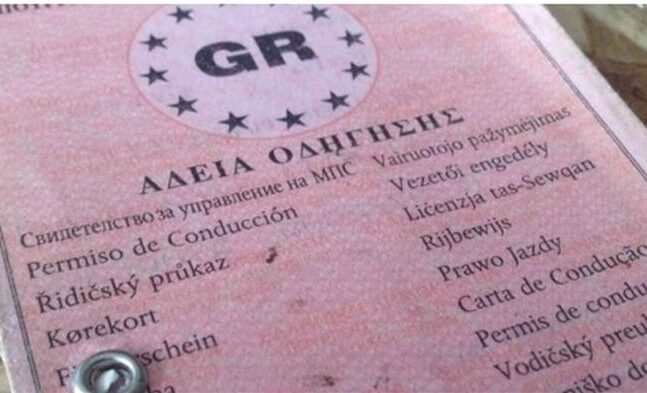 GR
ΑΔΕΙΑ ΟΔΗΓΗΣΗΣ
Свидетелство за управление на МПС
Permiso de Conducción
Řidičský průkaz
Kørekort
Vairuotojo pažymėjimas
Vezetői engedély
Liċenzja tas-Sewqan
Rijbewijs
Prawo Jazdy
Carta de Condução
Permis de condu
Vodičský preu